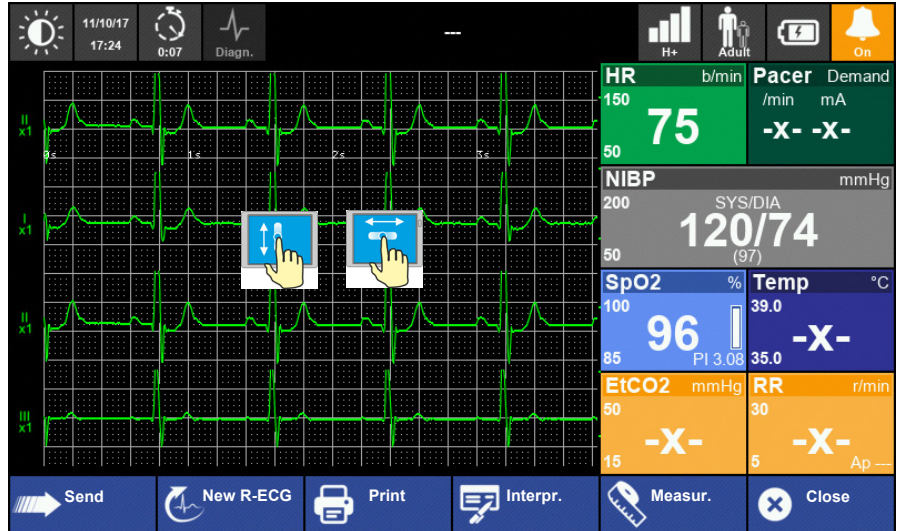 11/10/17
17:24
0:07
Diagn.
---
H+
Adult
On
II
x1
0s 1s 2s 3s
I
x1
II
x1
III
x1
HR b/min
150
75
50
Pacer Demand
/min mA
-x- -x-
NIBP mmHg
200 SYS/DIA
120/74
50 (97)
SpO2 %
100
96
85 PI 3.08
Temp °C
39.0
-x-
35.0
EtCO2 mmHg
50
-x-
15
RR r/min
30
-x-
5 Ap ---
Send
New R-ECG
Print
Interpr.
Measur.
Close